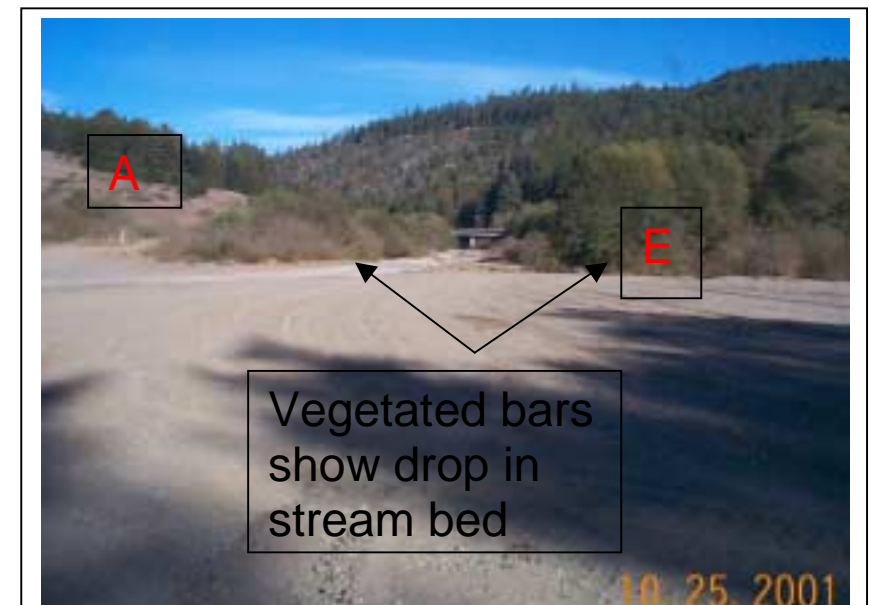 A
E
Vegetated bars
show drop in
stream bed
10. 25. 2001